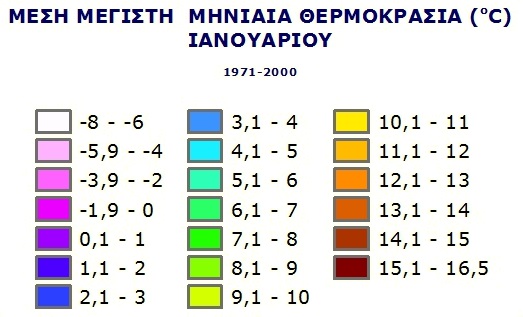 ΜΕΣΗ ΜΕΓΙΣΤΗ ΜΗΝΙΑΙΑ ΘΕΡΜΟΚΡΑΣΙΑ (°C)
ΙΑΝΟΥΑΡΙΟΥ
1971-2000
-8 - -6
-5,9 - -4
-3,9 - -2
-1,9 - 0
0,1 - 1
1,1 - 2
2,1 - 3
3,1 - 4
4,1 - 5
5,1 - 6
6,1 - 7
7,1 - 8
8,1 - 9
9,1 - 10
10,1 - 11
11,1 - 12
12,1 - 13
13,1 - 14
14,1 - 15
15,1 - 16,5